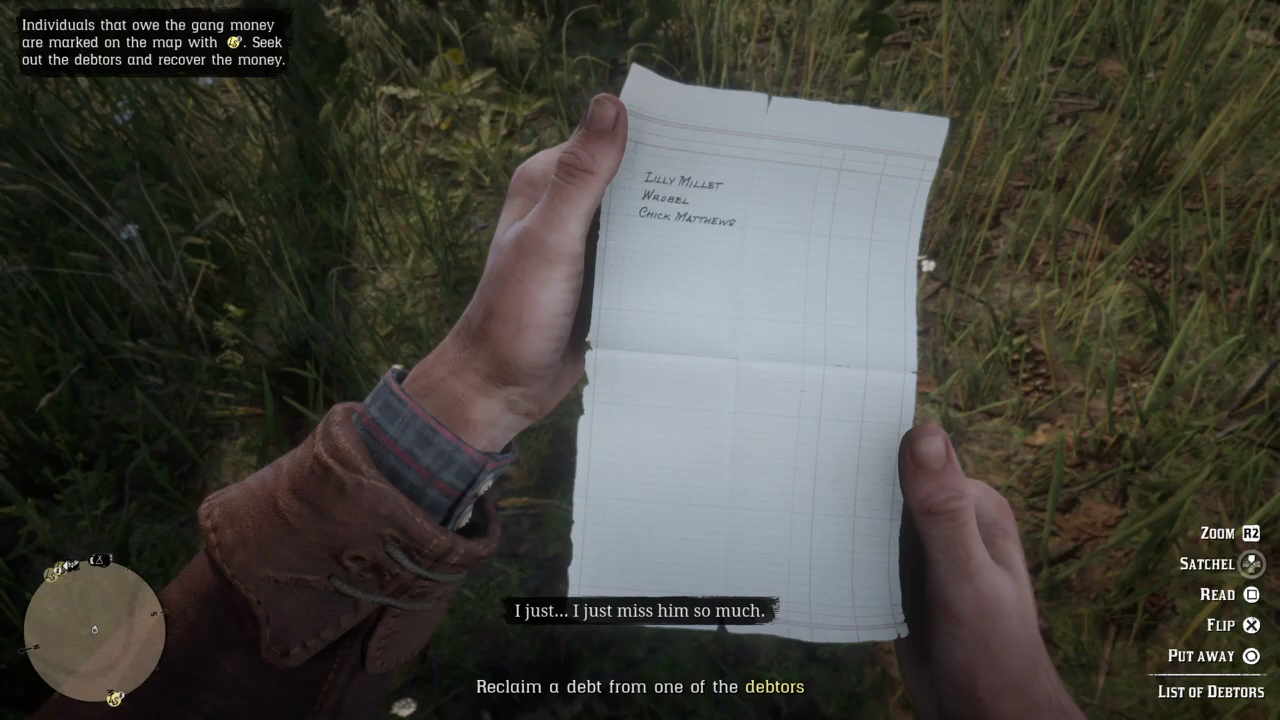 Individuals that owe the gang money
are marked on the map with . Seek
out the debtors and recover the money.
LILLY MILLET
WROBEL
CHICK MATTHEWS
I just... I just miss him so much.
Reclaim a debt from one of the debtors
ZOOM R2
SATCHEL
READ
FLIP
PUT AWAY
LIST OF DEBTORS